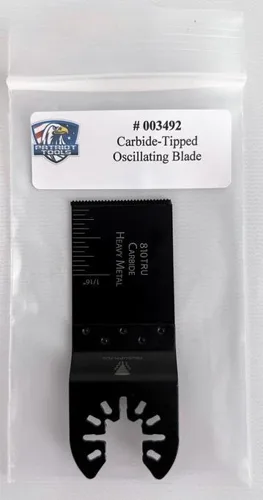 PATRIOT
TOOLS
# 003492
Carbide-Tipped
Oscillating Blade
810TRU
CARBIDE
HEAVY METAL
1/16"